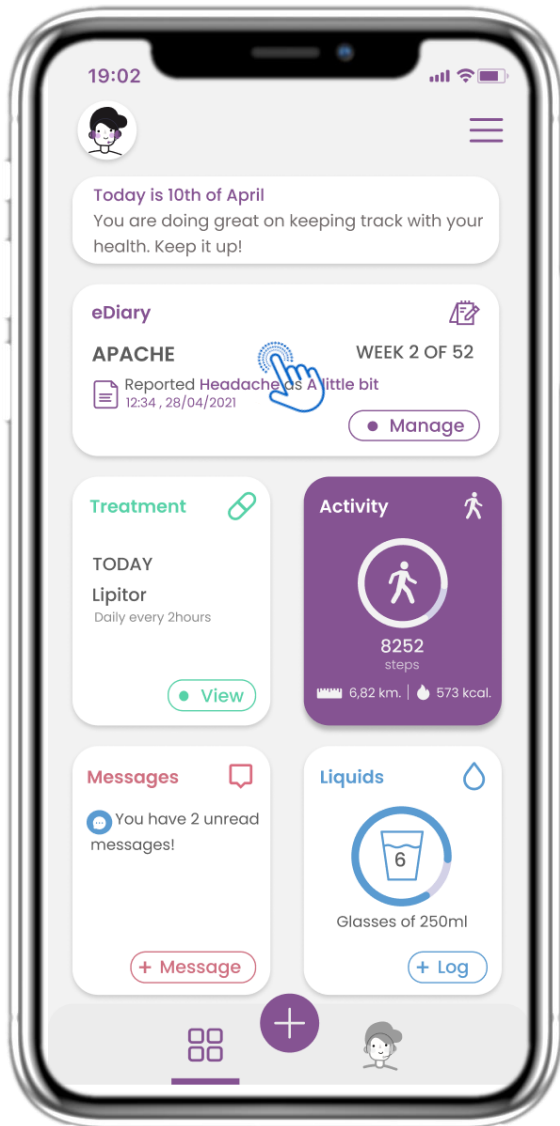 19:02
Today is 10th of April
You are doing great on keeping track with your
health. Keep it up!
eDiary
APACHE
WEEK 2 OF 52
Reported Headache as A little bit
12:34 , 28/04/2021
Manage
Treatment
TODAY
Lipitor
Daily every 2hours
View
Activity
8252
steps
6,82 km. | 573 kcal.
Messages
You have 2 unread
messages!
+ Message
Liquids
6
Glasses of 250ml
+ Log